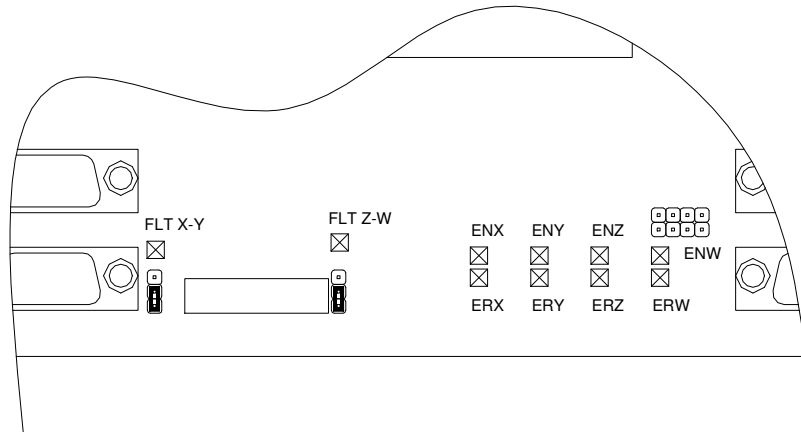 FLT X-Y
FLT Z-W
ENX ENY ENZ
ENW
ERX ERY ERZ ERW